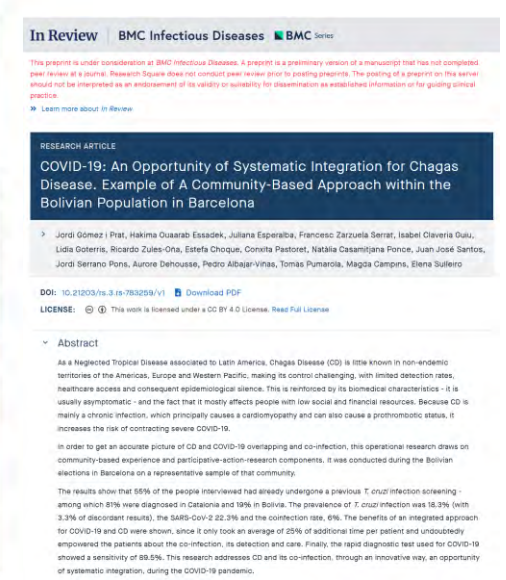 In Review BMC Infectious Diseases BMC Series
This preprint is under consideration at BMC Infectious Diseases. A preprint is a preliminary version of a manuscript that has not completed
peer review at a journal. Research Square does not conduct peer review prior to posting preprints. The posting of a preprint on this server
should not be interpreted as an endorsement of its validity or suitability for dissemination as established information or for guiding clinical
practice.
Learn more about In Review
RESEARCH ARTICLE
COVID-19: An Opportunity of Systematic Integration for Chagas
Disease. Example of A Community-Based Approach within the
Bolivian Population in Barcelona
Jordi Gómez i Prat, Hakima Ouaarab Essadek, Juliana Esperalba, Francesc Zarzuela Serrat, Isabel Claveria Guiu,
Lidia Goterris, Ricardo Zules-Ona, Estefa Choque, Conxita Pastoret, Natàlia Casamitjana Ponce, Juan José Santos,
Jordi Serrano Pons, Aurore Dehousse, Pedro Albajar-Viñas, Tomás Pumarola, Magda Campins, Elena Sulleiro
DOI: 10.21203/rs.3.rs-783259/v1 Download PDF
LICENSE: This work is licensed under a CC BY 4.0 License. Read Full License
Abstract
As a Neglected Tropical Disease associated to Latin America, Chagas Disease (CD) is little known in non-endemic
territories of the Americas, Europe and Western Pacific, making its control challenging, with limited detection rates,
healthcare access and consequent epidemiological silence. This is reinforced by its biomedical characteristics - it is
usually asymptomatic - and the fact that it mostly affects people with low social and financial resources. Because CD is
mainly a chronic infection, which principally causes a cardiomyopathy and can also cause a prothrombotic status, it
increases the risk of contracting severe COVID-19.
In order to get an accurate picture of CD and COVID-19 overlapping and co-infection, this operational research draws on
community-based experience and participative-action-research components. It was conducted during the Bolivian
elections in Barcelona on a representative sample of that community.
The results show that 55% of the people interviewed had already undergone a previous T. cruzi infection screening -
among which 81% were diagnosed in Catalonia and 19% in Bolivia. The prevalence of T. cruzi infection was 18.3% (with
3.3% of discordant results), the SARS-CoV-2 22.3% and the coinfection rate, 6%. The benefits of an integrated approach
for COVID-19 and CD were shown, since it only took an average of 25% of additional time per patient and undoubtedly
empowered the patients about the co-infection, its detection and care. Finally, the rapid diagnostic test used for COVID-19
showed a sensitivity of 89.5%. This research addresses CD and its co-infection, through an innovative way, an opportunity
of systematic integration, during the COVID-19 pandemic.